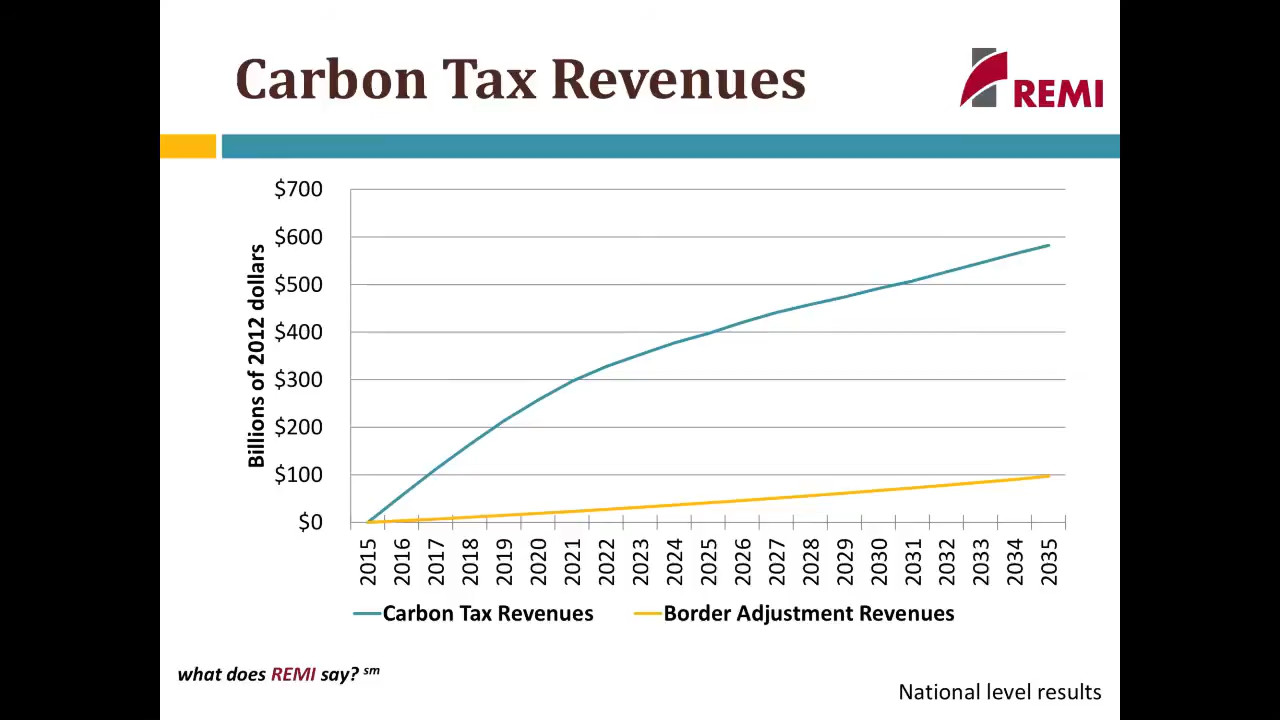 Carbon Tax Revenues
REMI
$700
$600
$500
$400
$300
$200
$100
$0
Billions of 2012 dollars
2015 2016 2017 2018 2019 2020 2021 2022 2023 2024 2025 2026 2027 2028 2029 2030 2031 2032 2033 2034 2035
Carbon Tax Revenues Border Adjustment Revenues
what does REMI say? sm
National level results